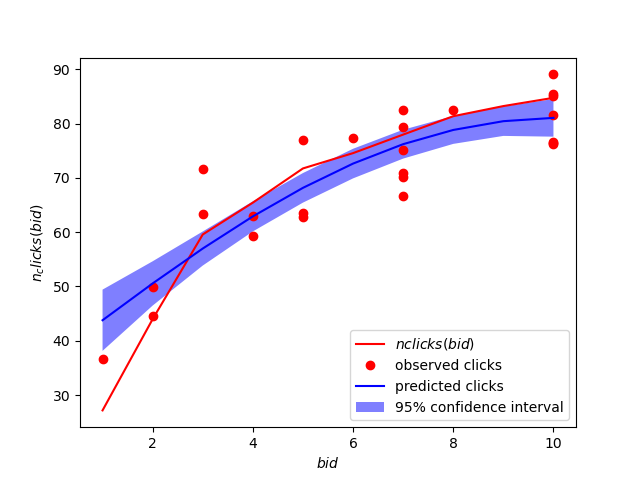 90
80
70
60
50
40
30
n_clicks(bid)
2
4
6
8
10
bid
nclicks(bid)
observed clicks
predicted clicks
95% confidence interval